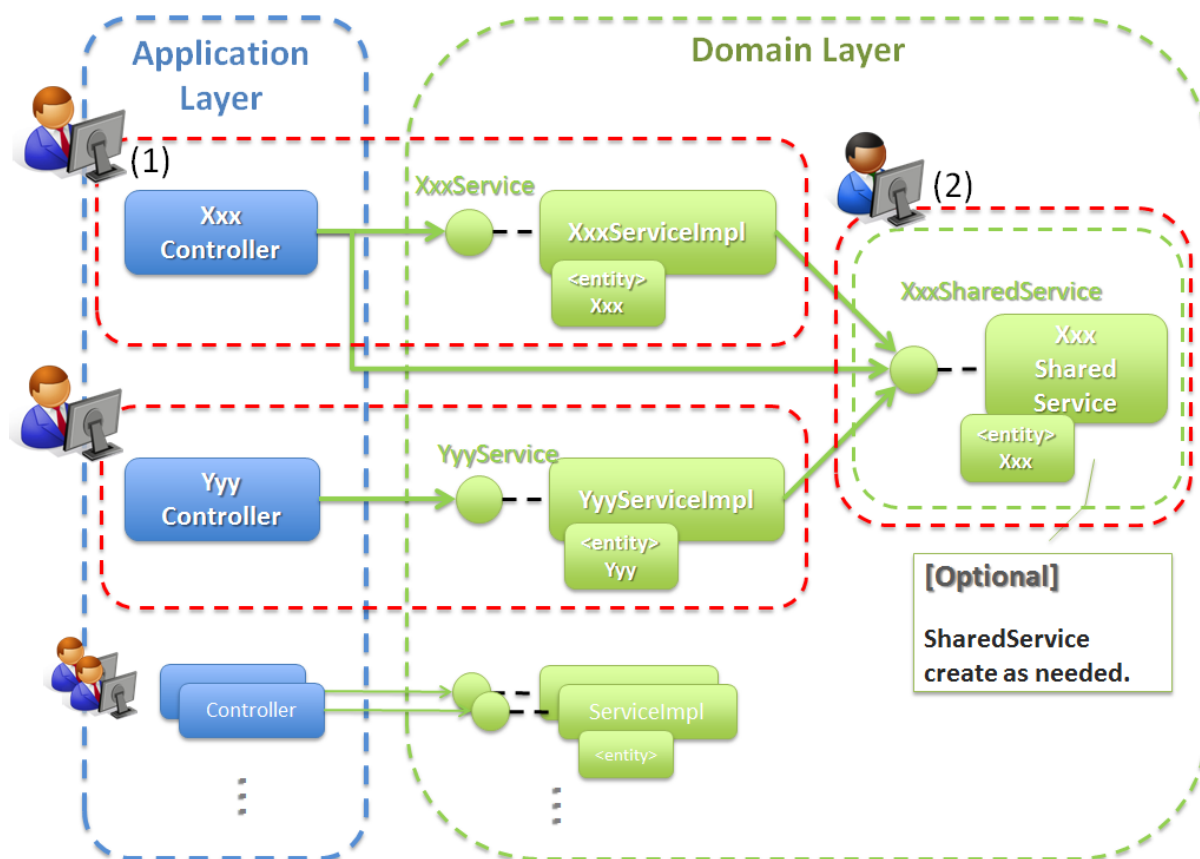 Application
Layer
Domain Layer
(1)
(2)
XxxService
Xxx
Controller
XxxServiceImpl
<entity>
Xxx
XxxSharedService
Xxx
Shared
Service
<entity>
Xxx
YyyService
Yyy
Controller
YyyServiceImpl
<entity>
Yyy
[Optional]
SharedService
create as needed.
Controller
ServiceImpl
<entity>